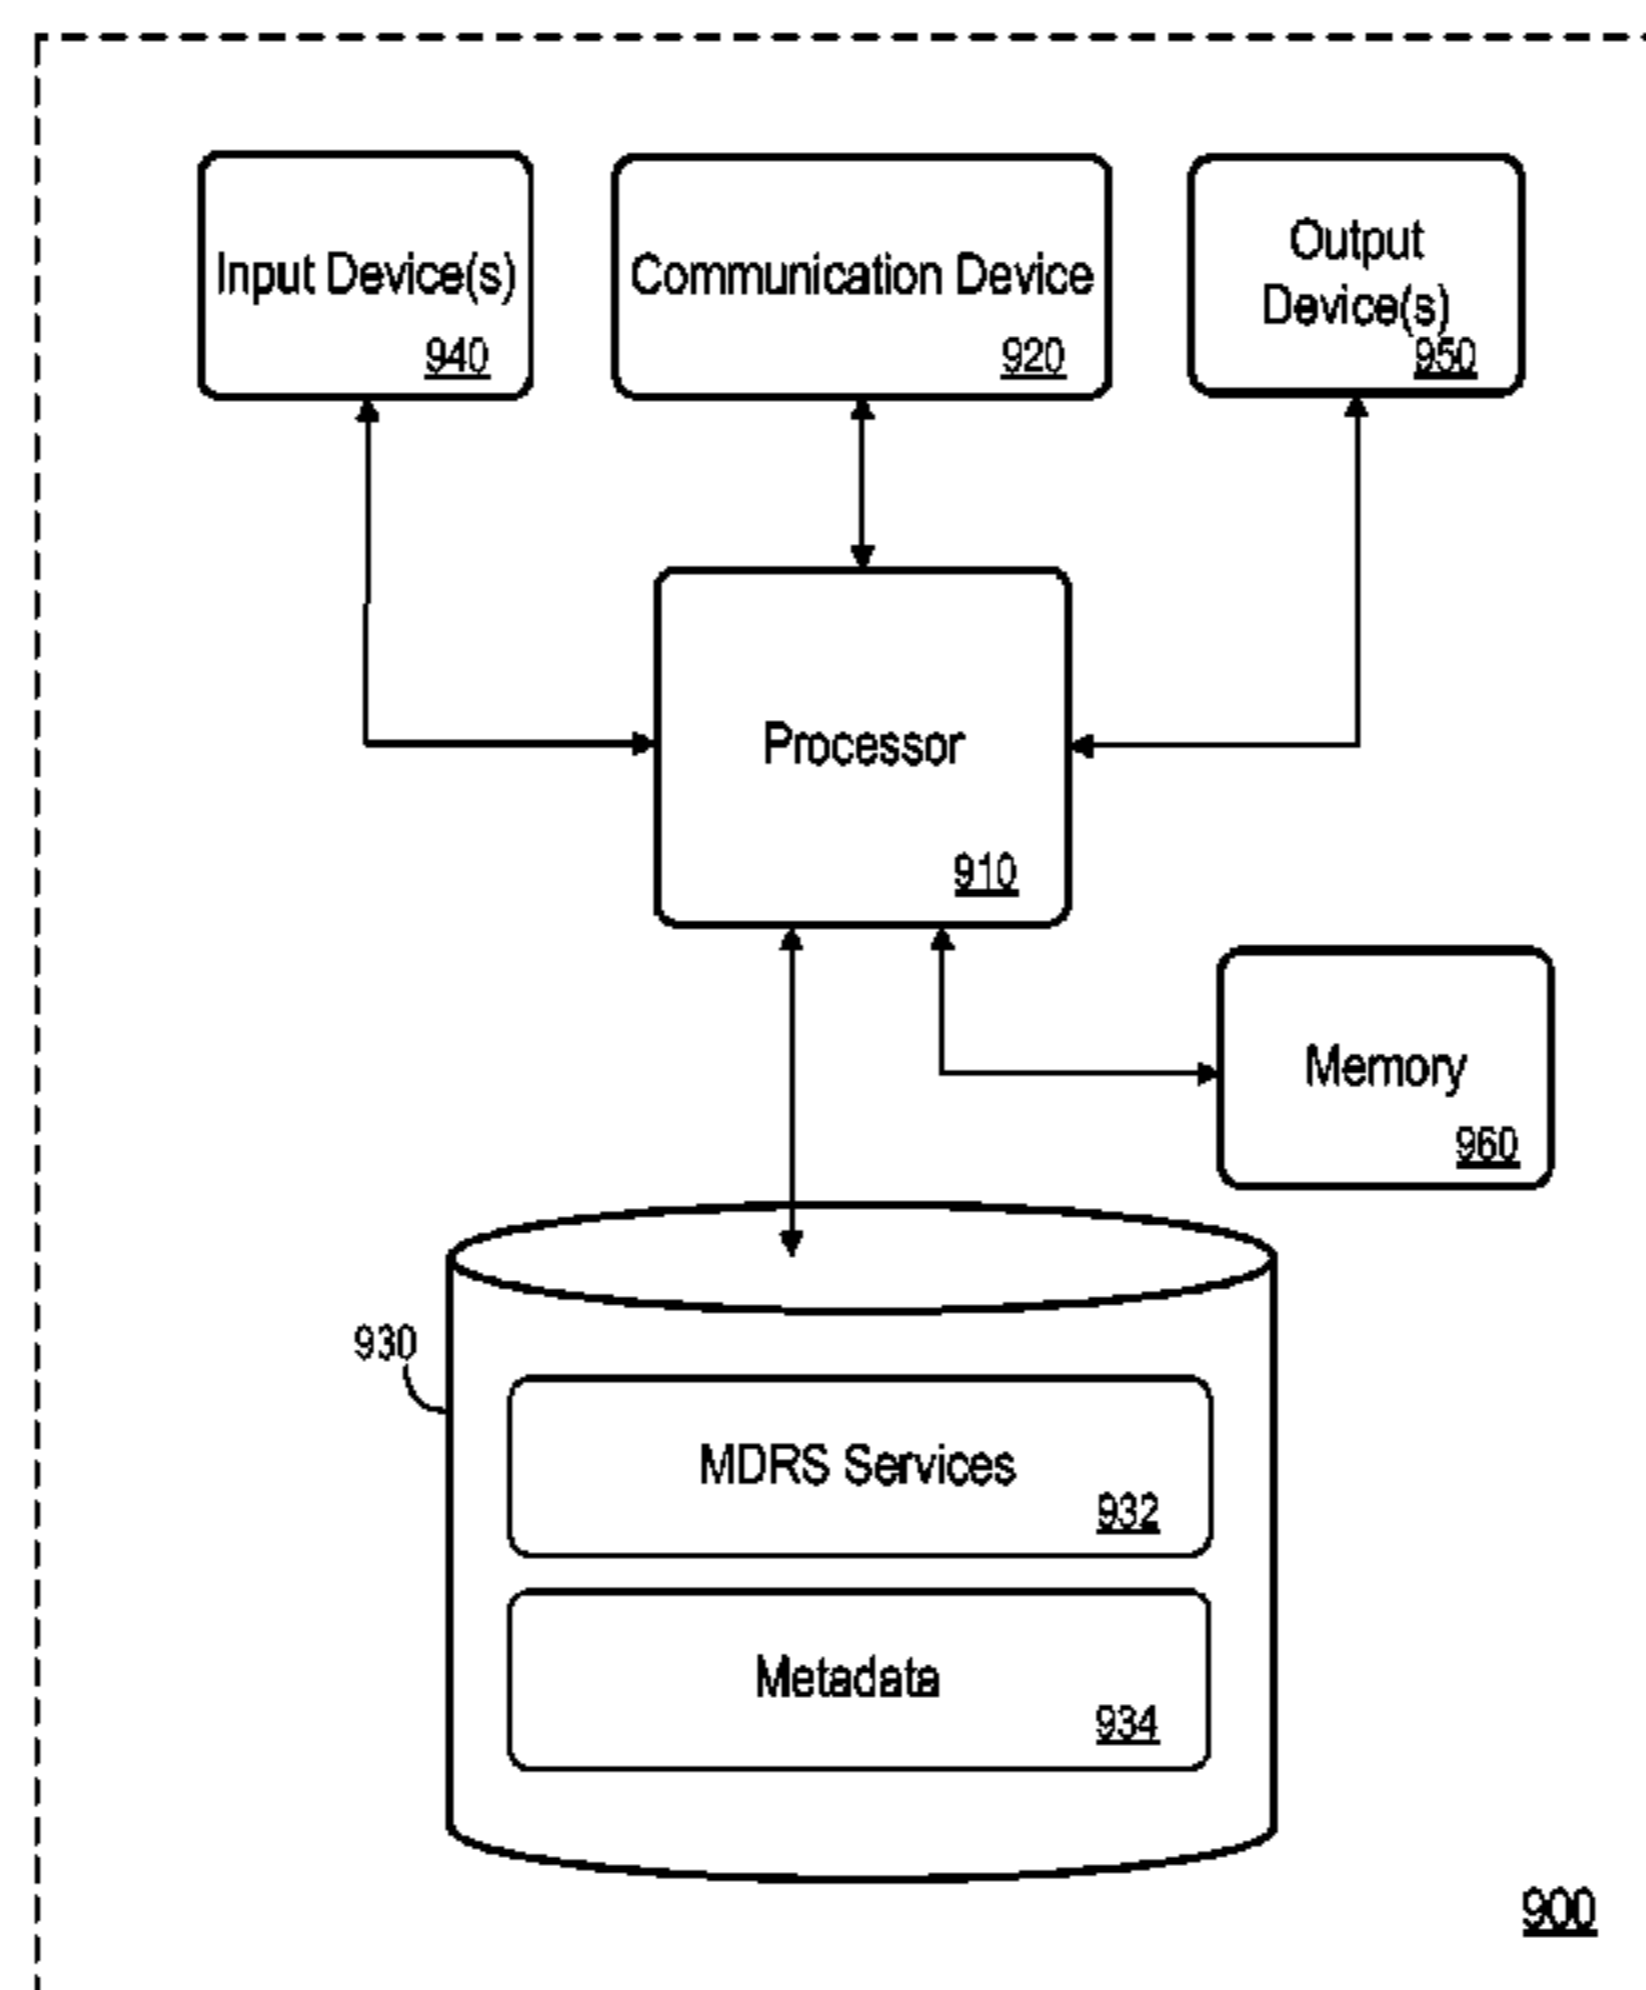 Input Device(s)
940
Communication Device
920
Output
Device(s)
950
Processor
910
Memory
960
930
MDRS Services
932
Metadata
934
900